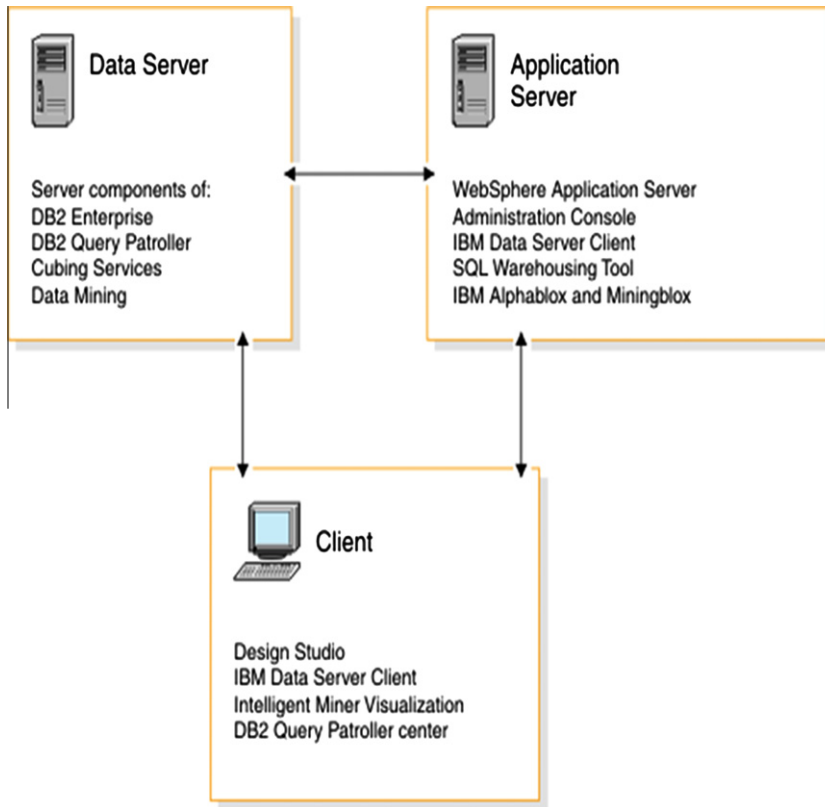 Data Server
Server components of:
DB2 Enterprise
DB2 Query Patroller
Cubing Services
Data Mining
Application
Server
WebSphere Application Server
Administration Console
IBM Data Server Client
SQL Warehousing Tool
IBM Alphablox and Miningblox
Client
Design Studio
IBM Data Server Client
Intelligent Miner Visualization
DB2 Query Patroller center